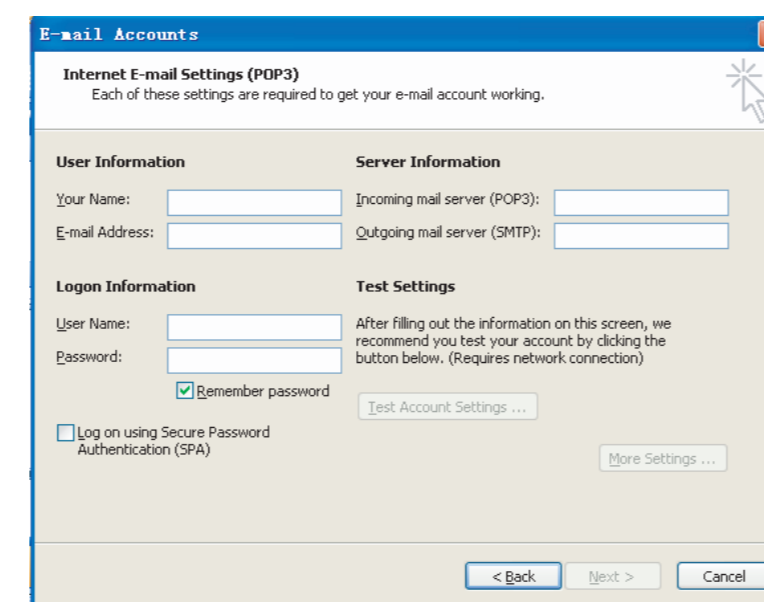 E-mail Accounts
Internet E-mail Settings (POP3)
Each of these settings are required to get your e-mail account working.
User Information
Your Name:
E-mail Address:
Server Information
Incoming mail server (POP3):
Outgoing mail server (SMTP):
Logon Information
User Name:
Password:
Remember password
Log on using Secure Password
Authentication (SPA)
Test Settings
After filling out the information on this screen, we
recommend you test your account by clicking the
button below. (Requires network connection)
Test Account Settings ...
More Settings ...
< Back
Next >
Cancel